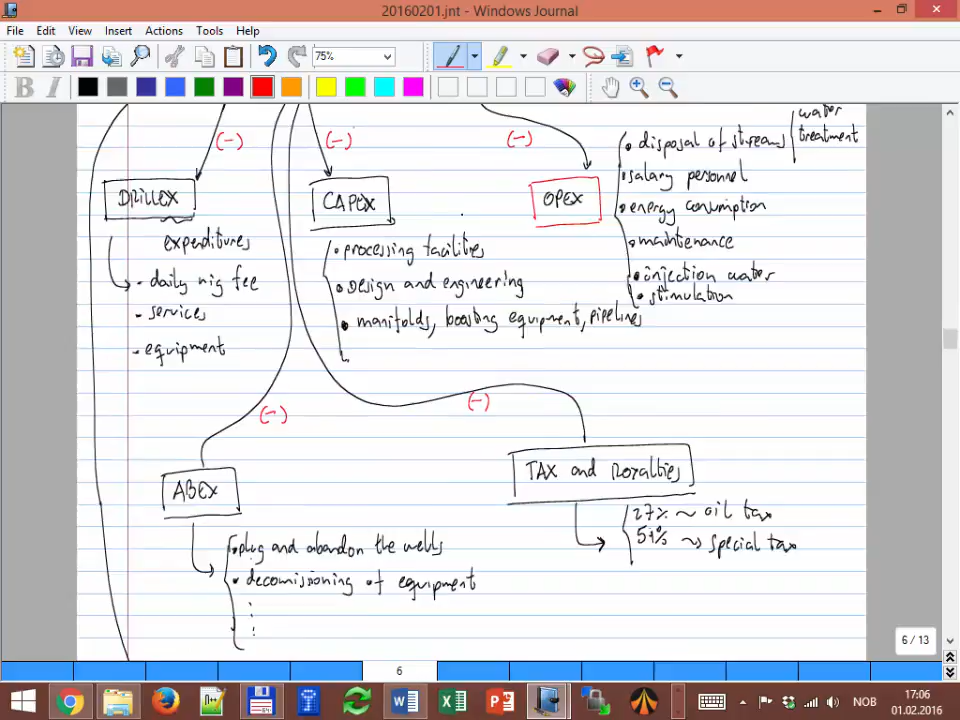 20160201.jnt - Windows Journal
File Edit View Insert Actions Tools Help
75%
B I
(-) (-) (-)
DRILLEX
expenditures
- daily rig fee
- services
- equipment
CAPEX
• processing facilities
• Design and engineering
• manifolds, boosting equipment, pipelines
OPEX
• disposal of streams
water
treatment
• salary personnel
• energy consumption
• maintenance
• injection water
• stimulation
(-) (-)
ABEX
• plug and abandon the wells
• decomissioning of equipment
TAX and Royalties
27% ~ oil tax
51% ~ special tax
6 / 13
6
NOB
17:06
01.02.2016